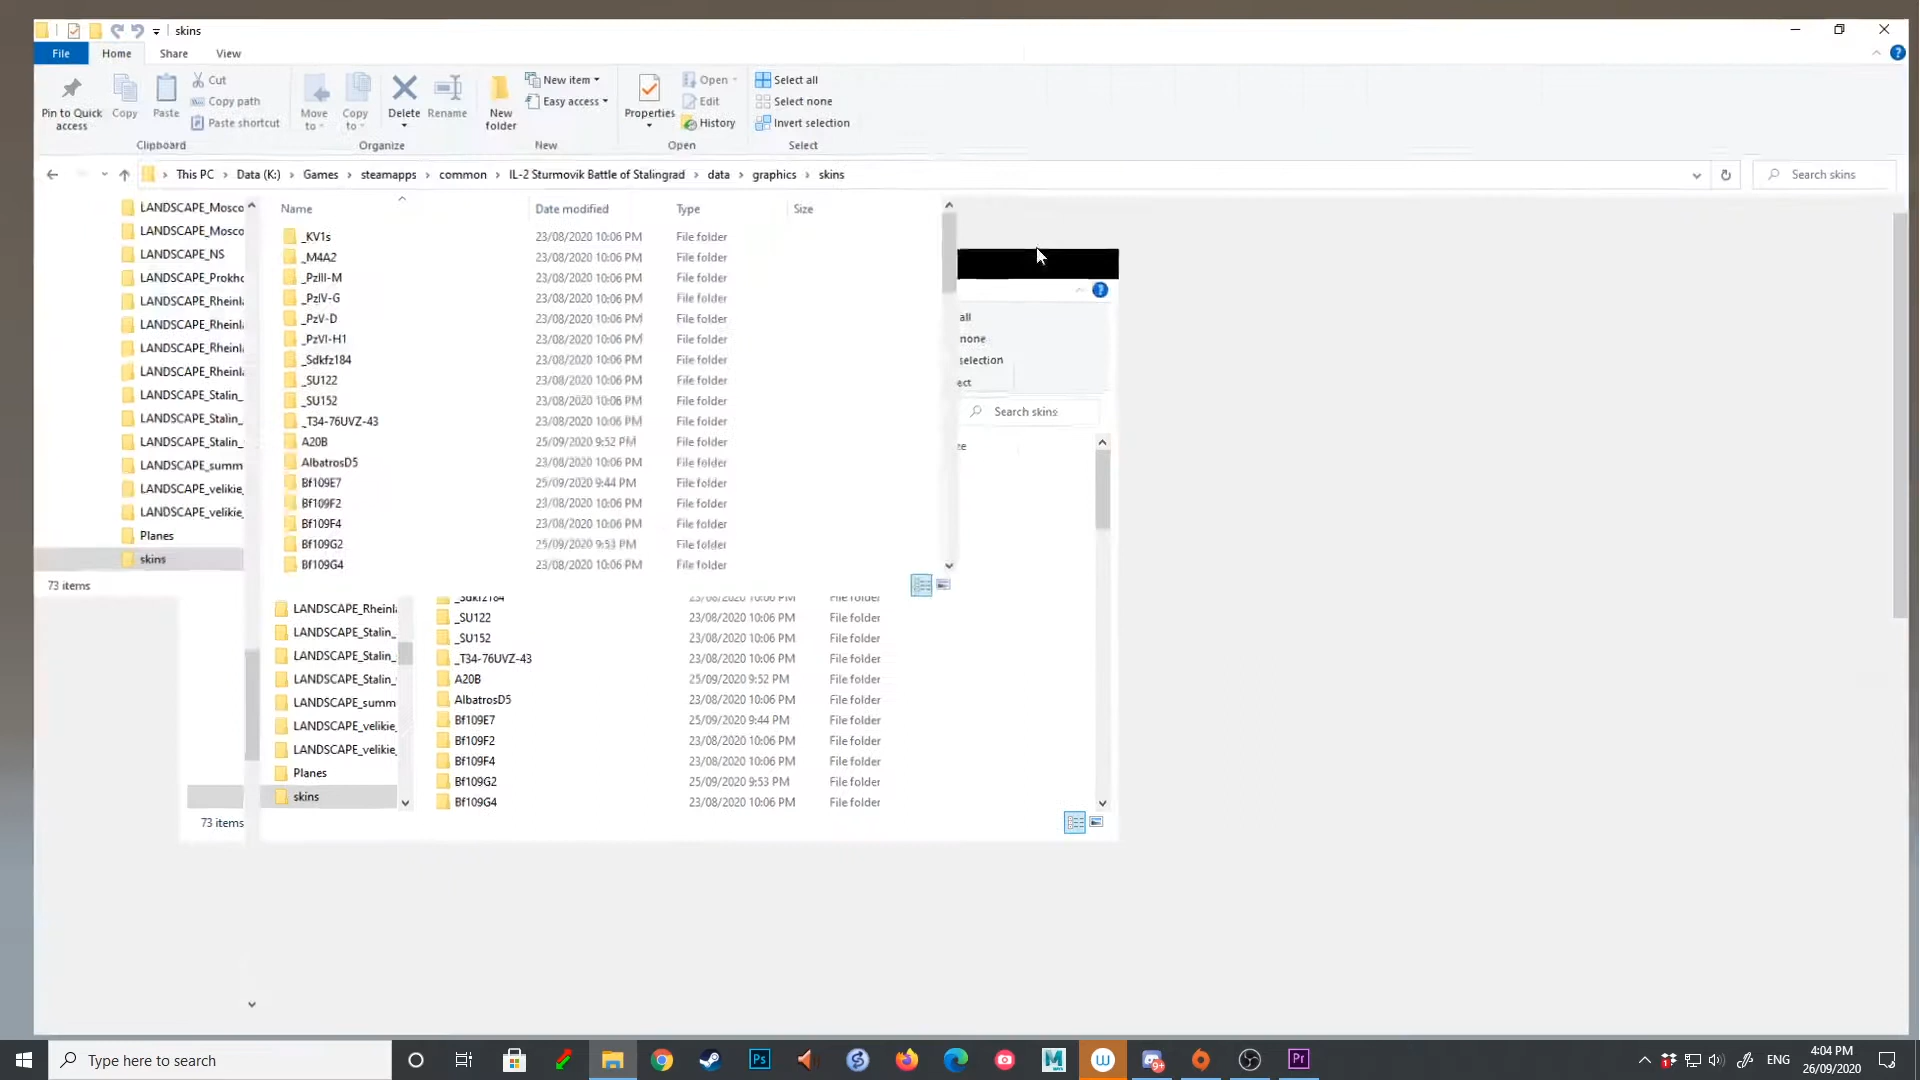 skins
File Home Share View
Pin to Quick access
Copy
Paste
Cut
Copy path
Paste shortcut
Clipboard
Move to
Copy to
Delete
Rename
Organize
New folder
New item
Easy access
New
Properties
Open
Edit
History
Open
Select all
Select none
Invert selection
Select
This PC › Data (K:) › Games › steamapps › common › IL-2 Sturmovik Battle of Stalingrad › data › graphics › skins
Search skins
LANDSCAPE_Mosco
LANDSCAPE_Mosco
LANDSCAPE_NS
LANDSCAPE_Prokho
LANDSCAPE_Rheinl
LANDSCAPE_Rheinl
LANDSCAPE_Rheinl
LANDSCAPE_Rheinl
LANDSCAPE_Stalin_
LANDSCAPE_Stalin_
LANDSCAPE_Stalin_
LANDSCAPE_summ
LANDSCAPE_velikie_
LANDSCAPE_velikie_
Planes
skins
73 items
Name Date modified Type Size
_KV1s 23/08/2020 10:06 PM File folder
_M4A2 23/08/2020 10:06 PM File folder
_PzIII-M 23/08/2020 10:06 PM File folder
_PzIV-G 23/08/2020 10:06 PM File folder
_PzV-D 23/08/2020 10:06 PM File folder
_PzVI-H1 23/08/2020 10:06 PM File folder
_Sdkfz184 23/08/2020 10:06 PM File folder
_SU122 23/08/2020 10:06 PM File folder
_SU152 23/08/2020 10:06 PM File folder
_T34-76UVZ-43 23/08/2020 10:06 PM File folder
A20B 25/09/2020 9:52 PM File folder
AlbatrosD5 23/08/2020 10:06 PM File folder
Bf109E7 25/09/2020 9:44 PM File folder
Bf109F2 23/08/2020 10:06 PM File folder
Bf109F4 23/08/2020 10:06 PM File folder
Bf109G2 25/09/2020 9:53 PM File folder
Bf109G4 23/08/2020 10:06 PM File folder
all
none
selection
ect
Search skins
ze
LANDSCAPE_Rheinl
LANDSCAPE_Stalin_
LANDSCAPE_Stalin_
LANDSCAPE_Stalin_
LANDSCAPE_summ
LANDSCAPE_velikie_
LANDSCAPE_velikie_
Planes
skins
73 items
_Sdkfz184 23/08/2020 10:06 PM File folder
_SU122 23/08/2020 10:06 PM File folder
_SU152 23/08/2020 10:06 PM File folder
_T34-76UVZ-43 23/08/2020 10:06 PM File folder
A20B 25/09/2020 9:52 PM File folder
AlbatrosD5 23/08/2020 10:06 PM File folder
Bf109E7 25/09/2020 9:44 PM File folder
Bf109F2 23/08/2020 10:06 PM File folder
Bf109F4 23/08/2020 10:06 PM File folder
Bf109G2 25/09/2020 9:53 PM File folder
Bf109G4 23/08/2020 10:06 PM File folder
Type here to search
Ps
M
W
9+
Pr
ENG
4:04 PM
26/09/2020